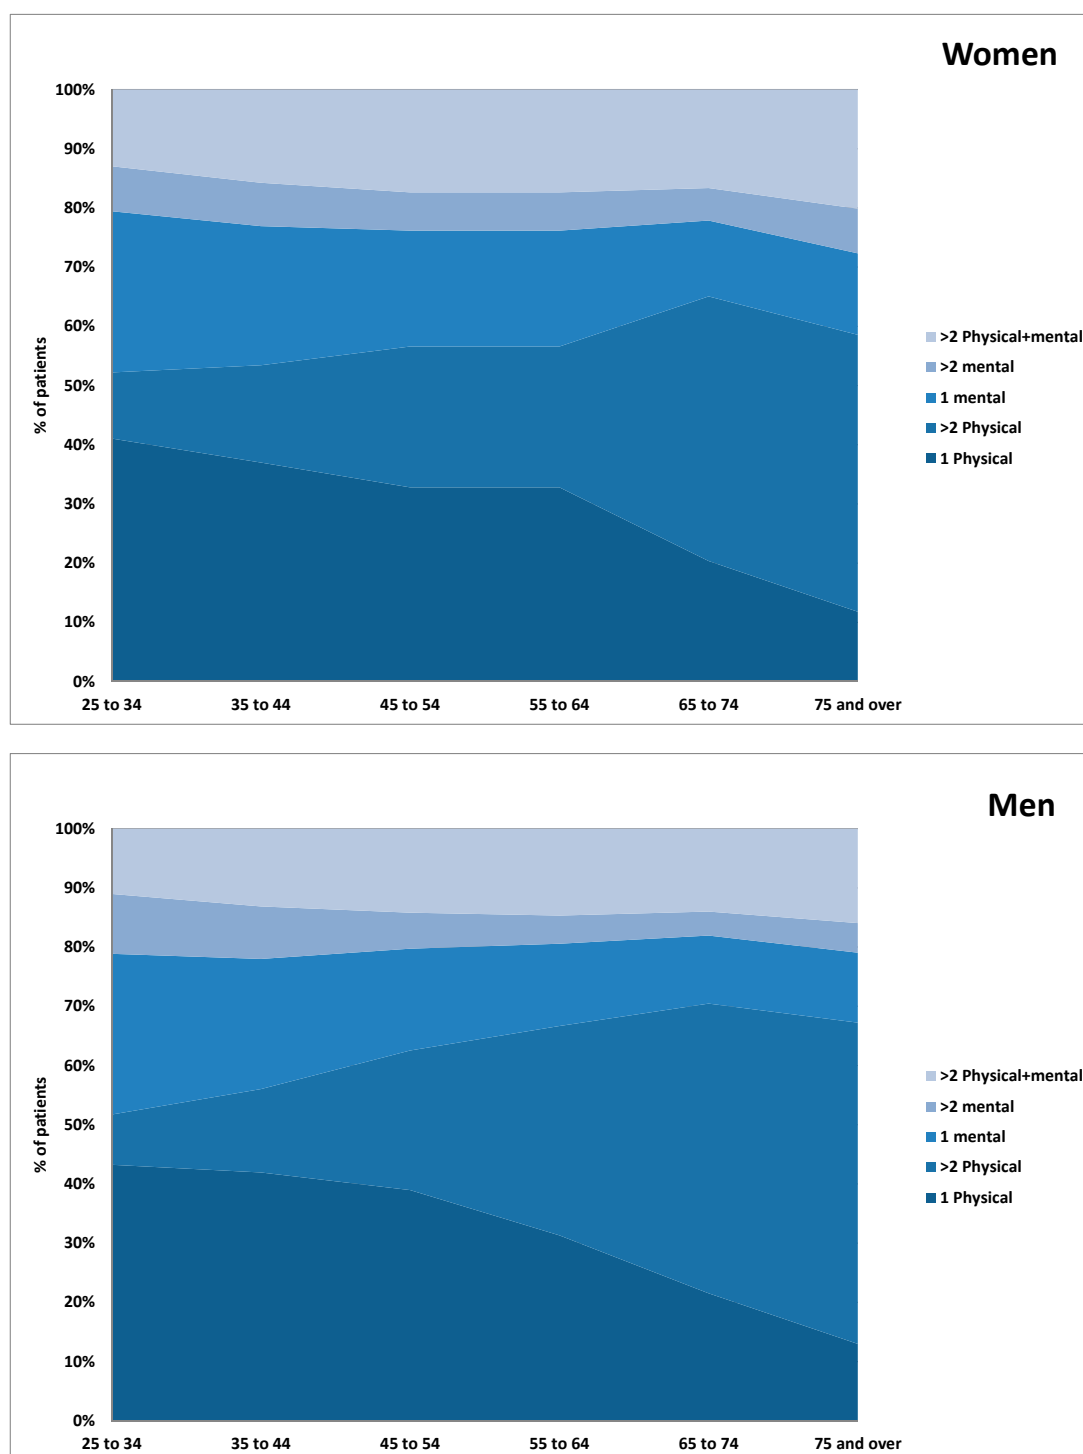 Women
100%
90%
80%
70%
60%
50%
40%
30%
20%
10%
0%
% of patients
25 to 34 35 to 44 45 to 54 55 to 64 65 to 74 75 and over
>2 Physical+mental
>2 mental
1 mental
>2 Physical
1 Physical
Men
100%
90%
80%
70%
60%
50%
40%
30%
20%
10%
0%
% of patients
25 to 34 35 to 44 45 to 54 55 to 64 65 to 74 75 and over
>2 Physical+mental
>2 mental
1 mental
>2 Physical
1 Physical